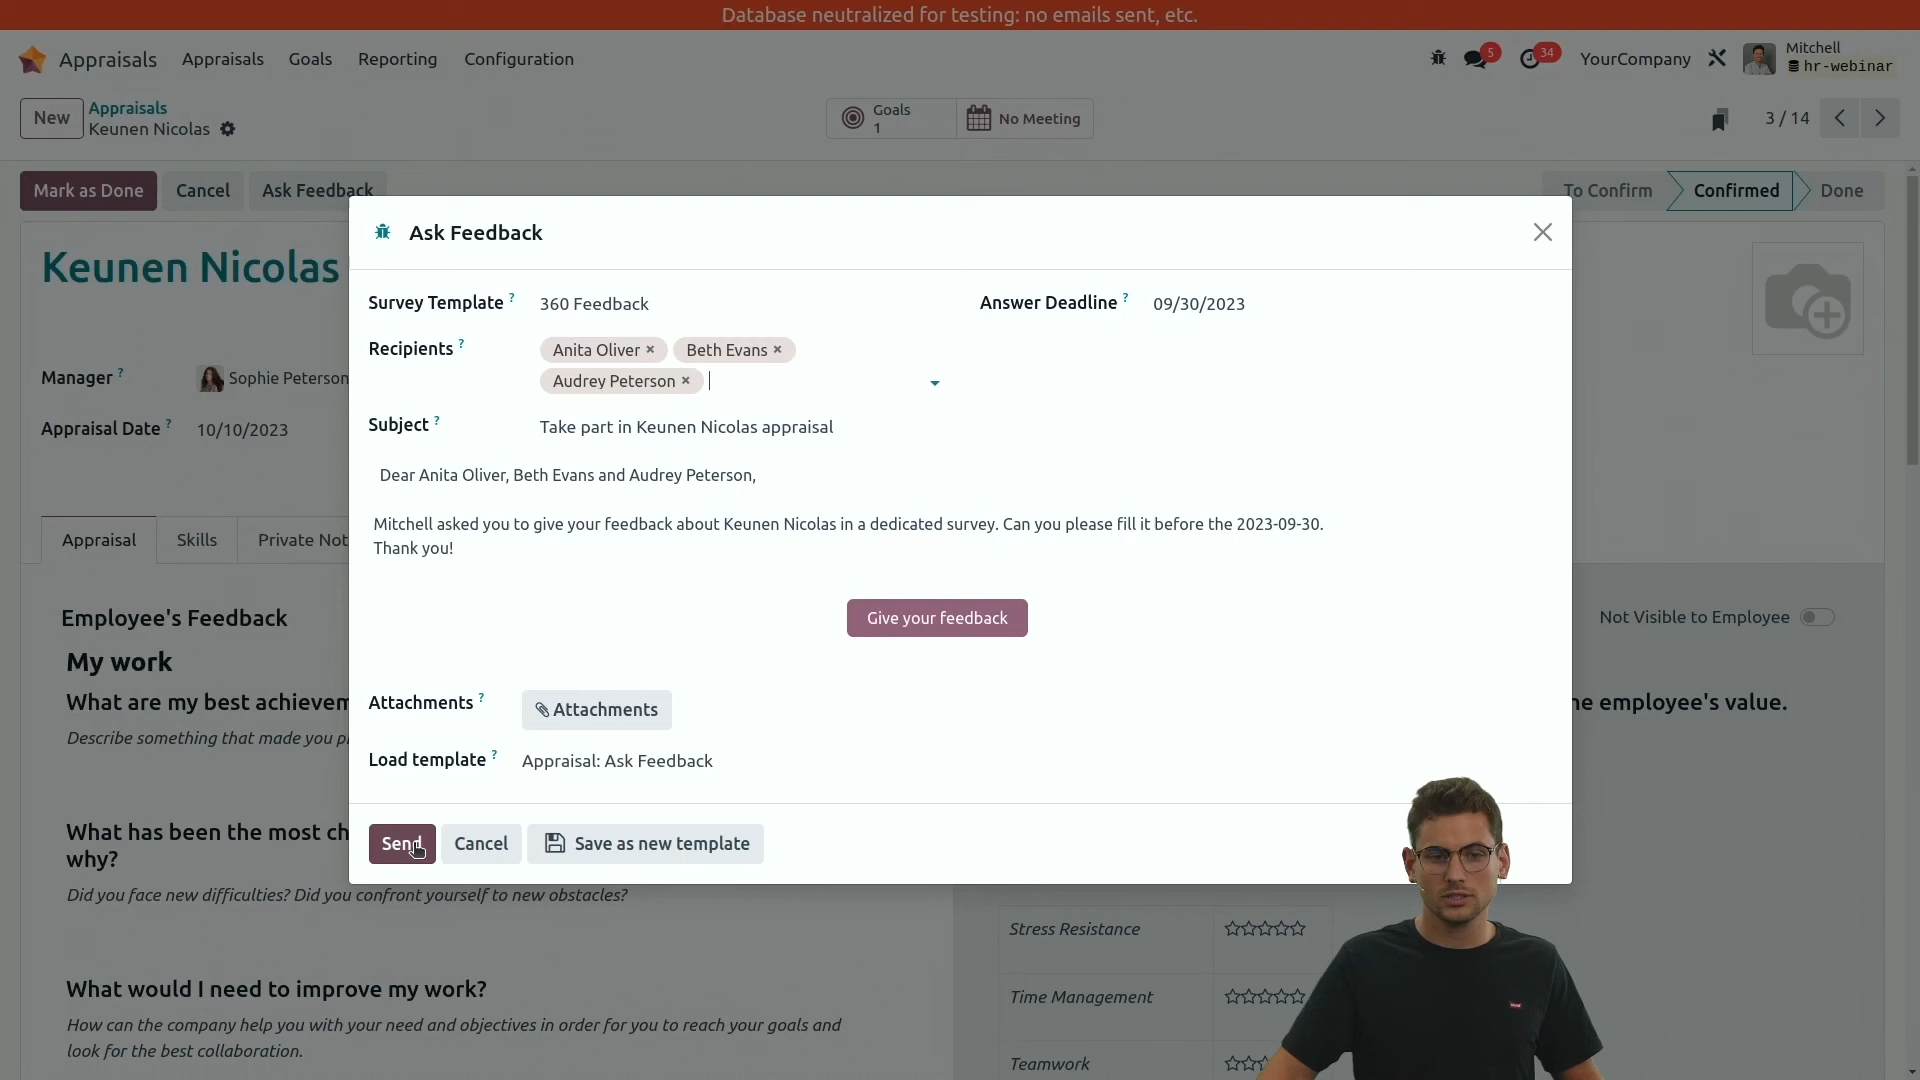 Database neutralized for testing: no emails sent, etc.
Appraisals Appraisals Goals Reporting Configuration
5 34 YourCompany Mitchell
hr-webinar
New Appraisals
Keunen Nicolas
Goals
1
No Meeting
3 / 14
Mark as Done Cancel Ask Feedback
To Confirm Confirmed Done
Keunen Nicolas
Manager ? Sophie Peterson
Appraisal Date ? 10/10/2023
Appraisal Skills Private Not
Ask Feedback
Survey Template ? 360 Feedback
Answer Deadline ? 09/30/2023
Recipients ? Anita Oliver × Beth Evans ×
Audrey Peterson ×
Subject ? Take part in Keunen Nicolas appraisal
Dear Anita Oliver, Beth Evans and Audrey Peterson,
Mitchell asked you to give your feedback about Keunen Nicolas in a dedicated survey. Can you please fill it before the 2023-09-30.
Thank you!
Give your feedback
Attachments ? Attachments
Load template ? Appraisal: Ask Feedback
Send Cancel Save as new template
Employee's Feedback
Not Visible to Employee
My work
What are my best achievem
he employee's value.
Describe something that made you p
What has been the most ch
why?
Did you face new difficulties? Did you confront yourself to new obstacles?
What would I need to improve my work?
How can the company help you with your need and objectives in order for you to reach your goals and
look for the best collaboration.
Stress Resistance
Time Management
Teamwork